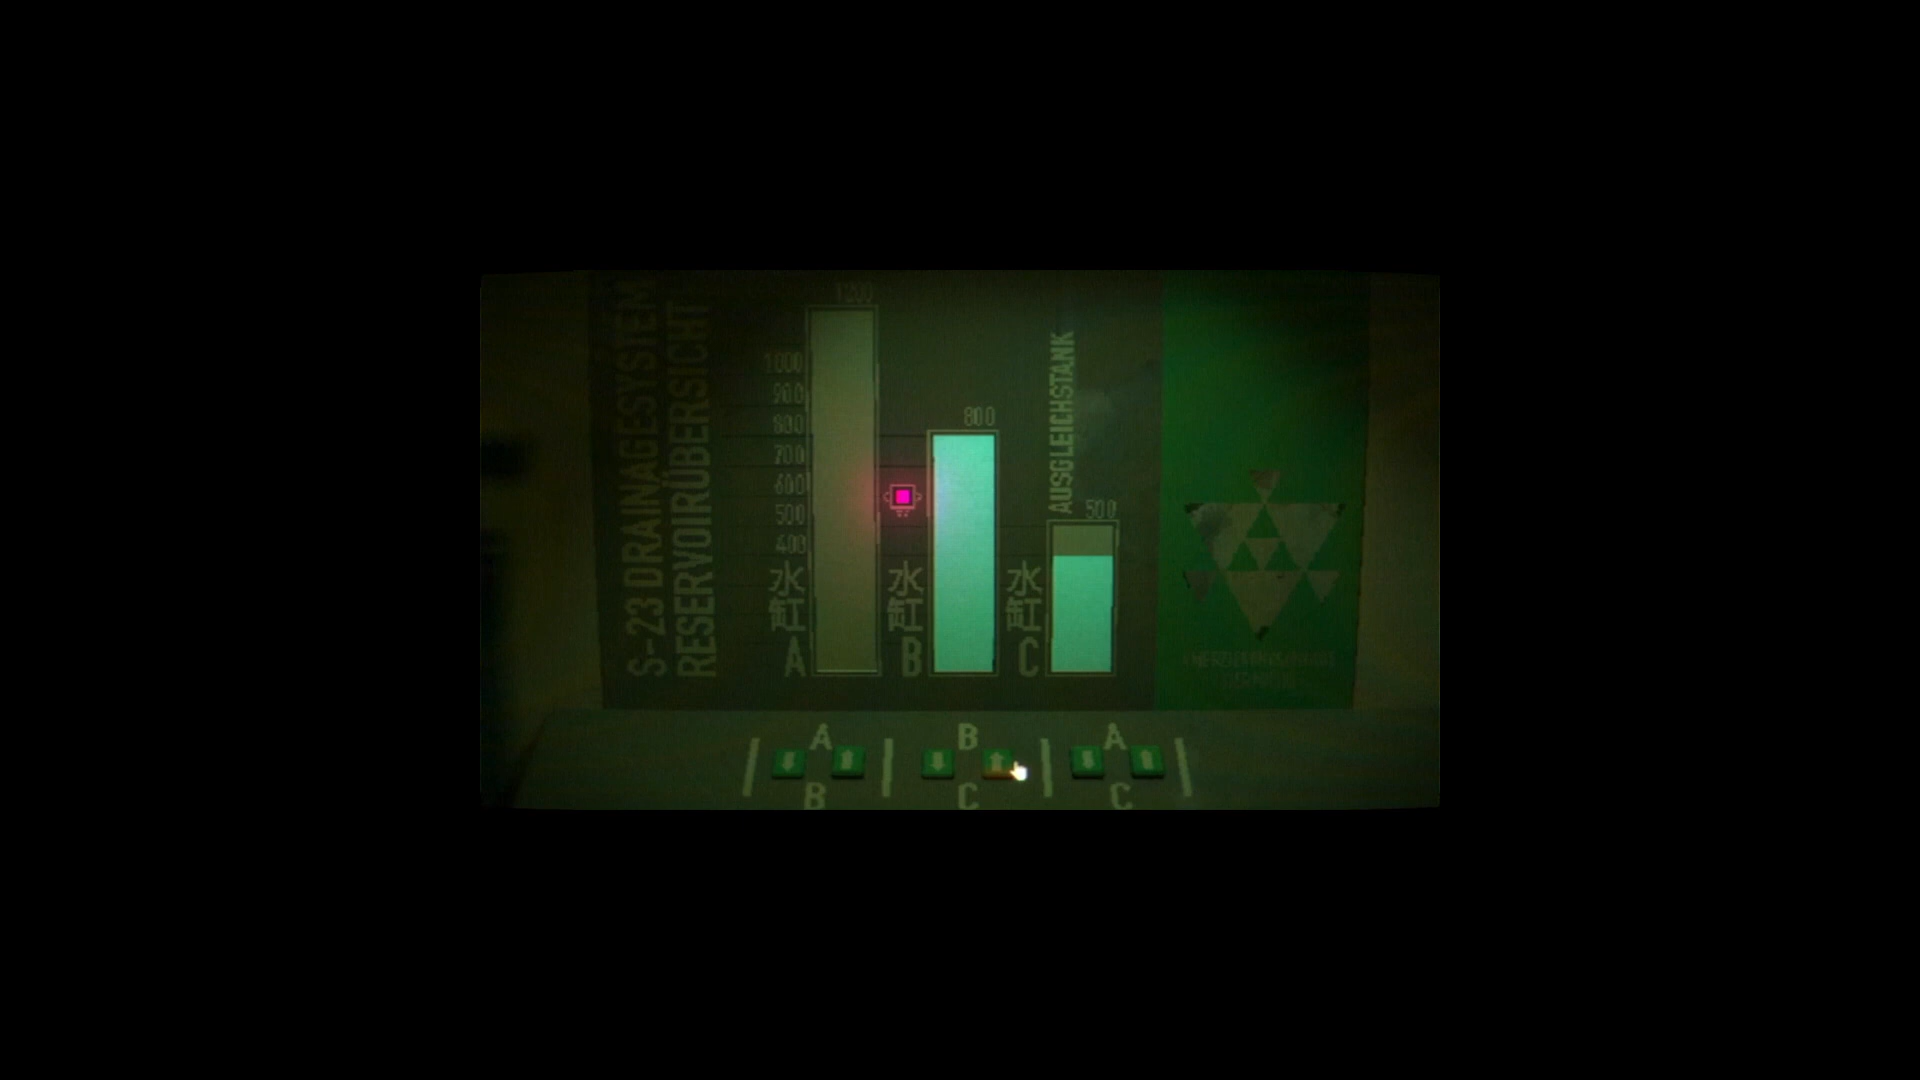 S-23 DRAINAGESYSTEM
RESERVOIRÜBERSICHT
1200
1000
900
800
700
600
500
400
水缸
A
800
水缸
B
AUSGLEICHSTANK
500
水缸
C
A
B
B
C
A
C